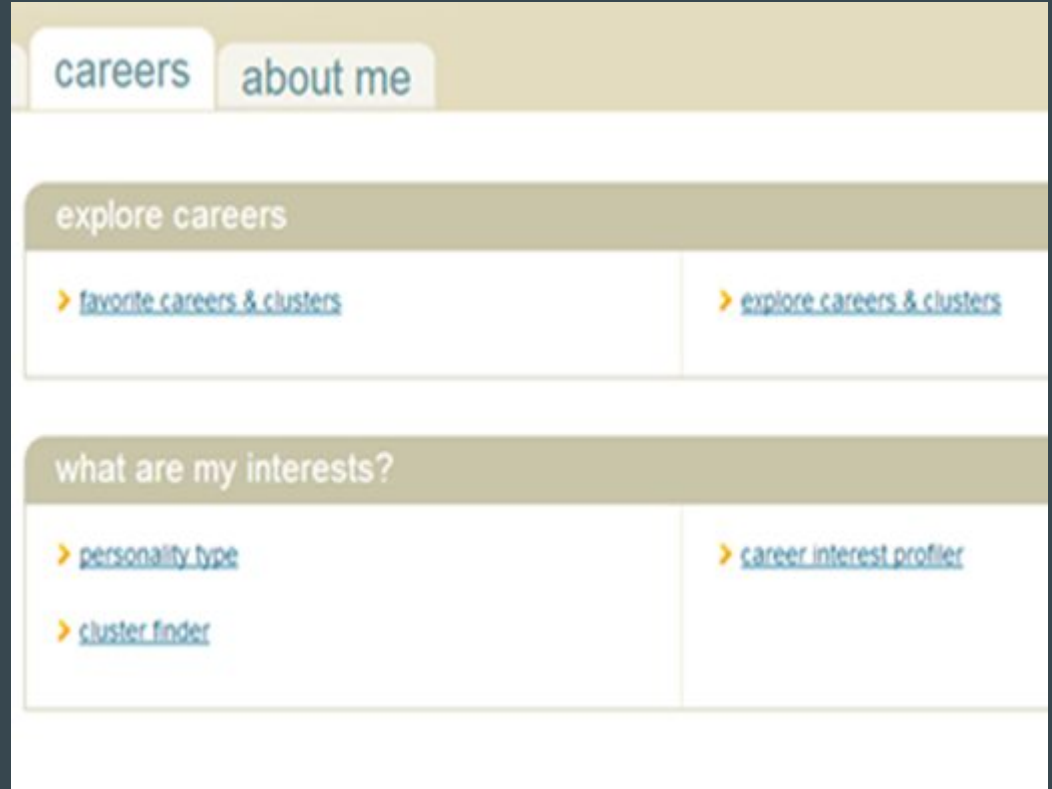 careers about me
explore careers
favorite careers & clusters
explore careers & clusters
what are my interests?
personality type
career interest profiler
cluster finder